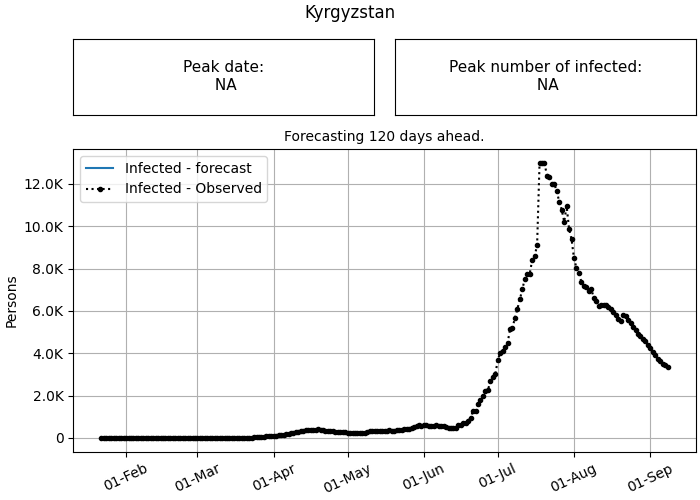 Kyrgyzstan
Peak date:
NA
Peak number of infected:
NA
Forecasting 120 days ahead.
Infected - forecast
Infected - Observed
Persons
12.0K
10.0K
8.0K
6.0K
4.0K
2.0K
0
01-Feb
01-Mar
01-Apr
01-May
01-Jun
01-Jul
01-Aug
01-Sep